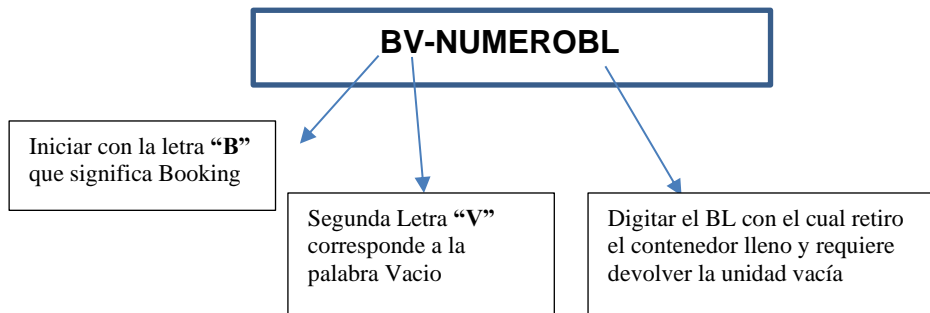 BV-NUMEROBL
Iniciar con la letra “B”
que significa Booking
Segunda Letra “V”
corresponde a la
palabra Vacio
Digitar el BL con el cual retiro
el contenedor lleno y requiere
devolver la unidad vacía